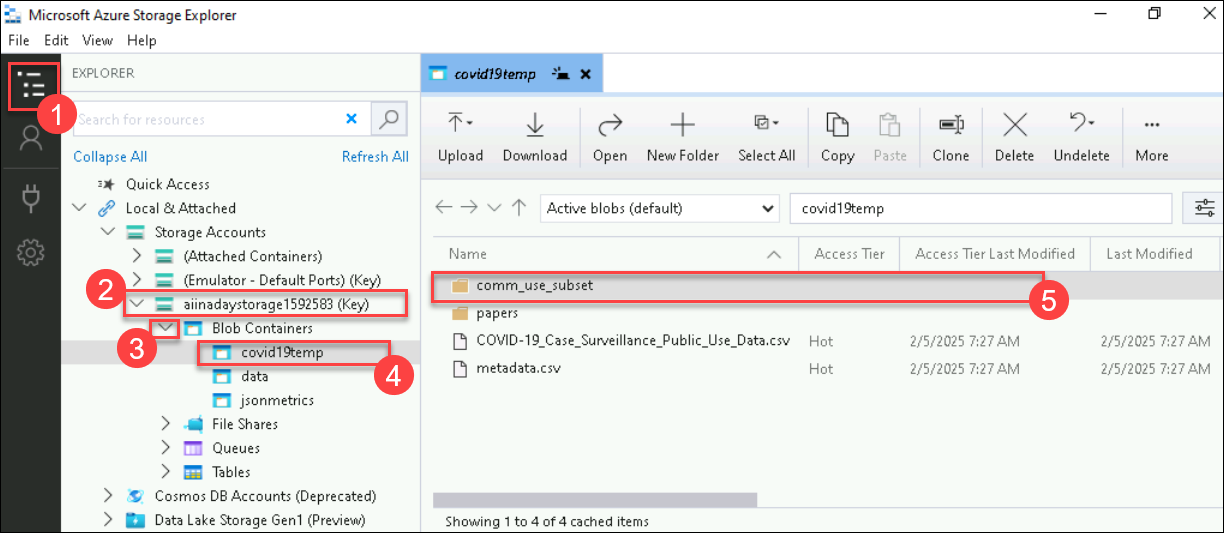 Microsoft Azure Storage Explorer
File Edit View Help
EXPLORER
1
Search for resources
Collapse All Refresh All
Quick Access
Local & Attached
Storage Accounts
(Attached Containers)
(Emulator - Default Ports) (Key)
2
aiinadaystorage1592583 (Key)
3
Blob Containers
covid19temp
4
data
jsonmetrics
File Shares
Queues
Tables
Cosmos DB Accounts (Deprecated)
Data Lake Storage Gen1 (Preview)
covid19temp
Upload Download Open New Folder Select All Copy Paste Clone Delete Undelete More
Active blobs (default) covid19temp
Name Access Tier Access Tier Last Modified Last Modified
comm_use_subset
5
papers
COVID-19_Case_Surveillance_Public_Use_Data.csv Hot 2/5/2025 7:27 AM 2/5/2025 7:27 AM
metadata.csv Hot 2/5/2025 7:27 AM 2/5/2025 7:27 AM
Showing 1 to 4 of 4 cached items